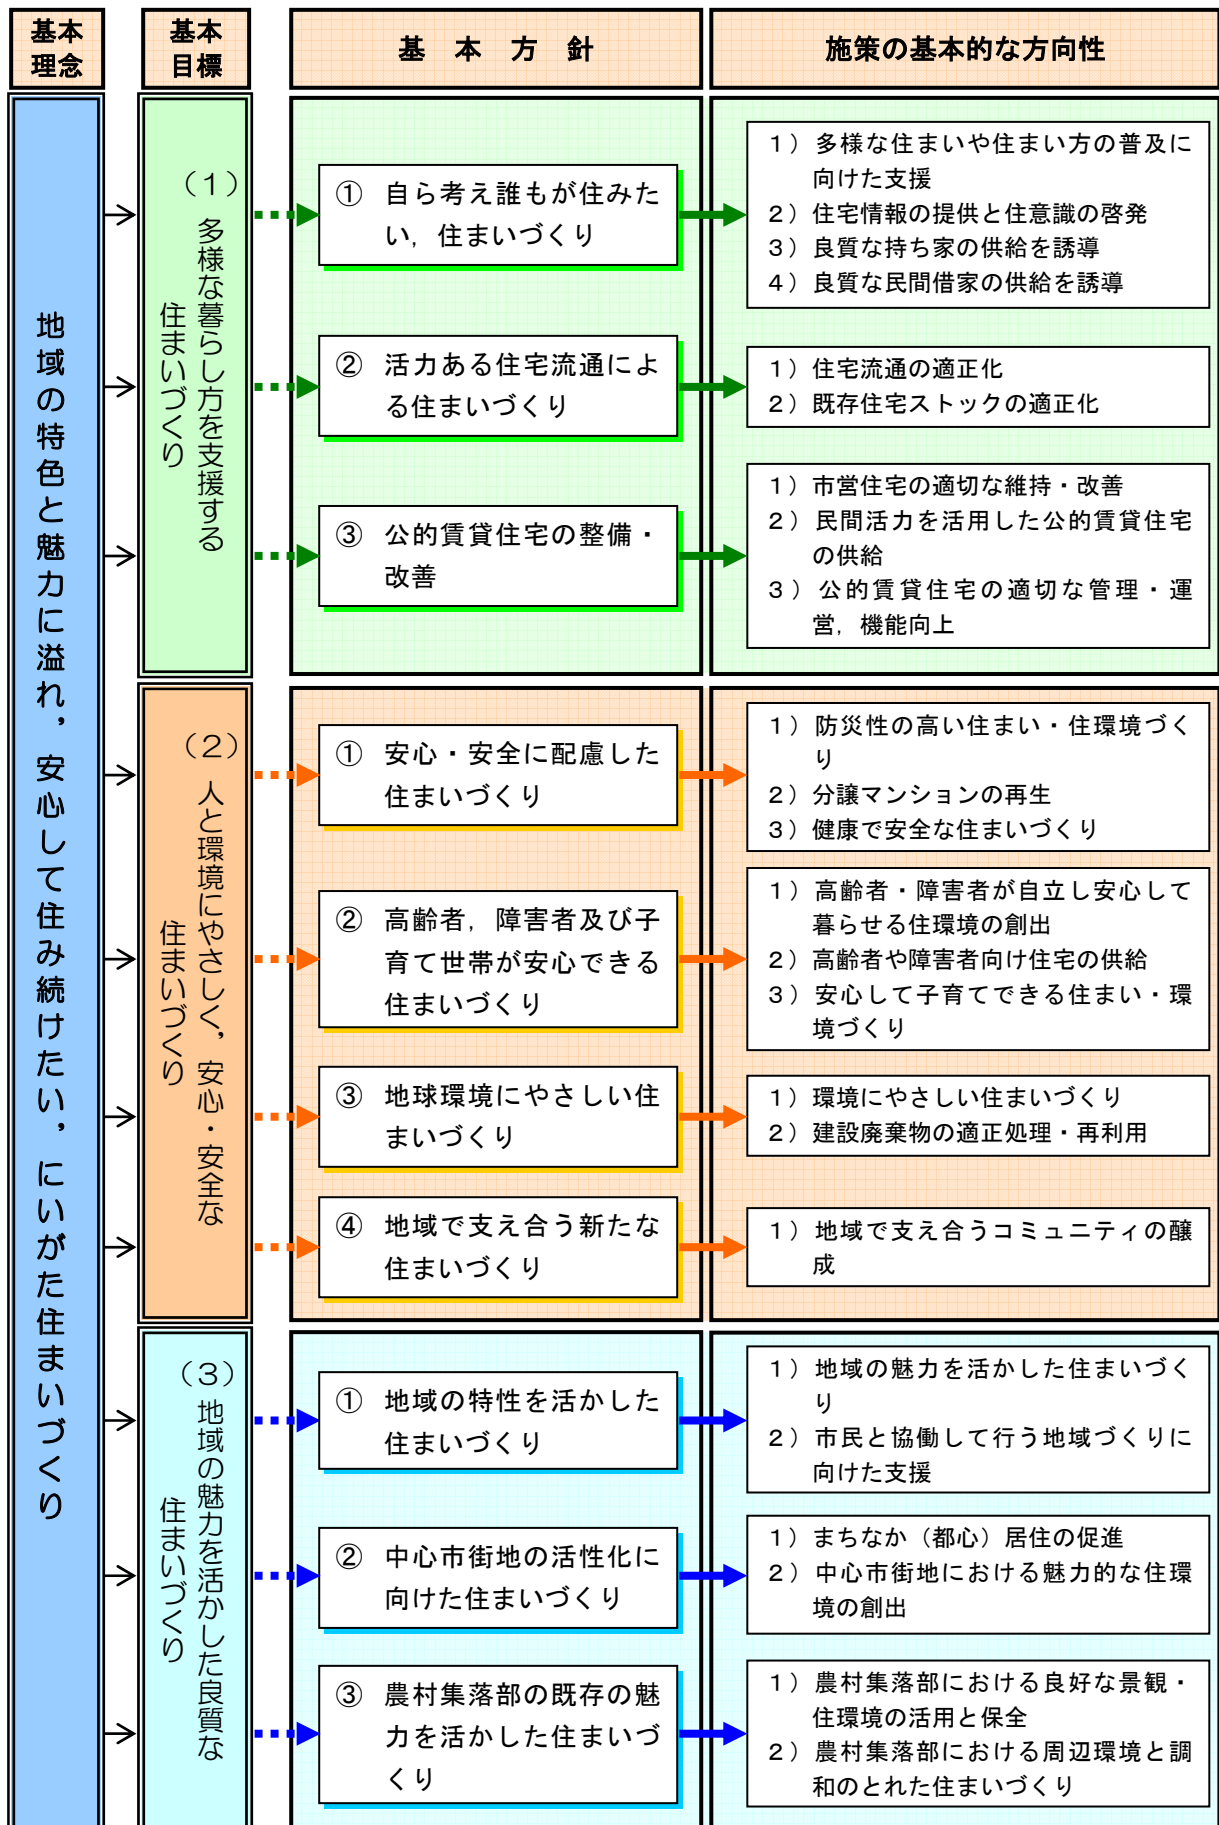 基本
理念
基本
目標
基 本 方 針
施策の基本的な方向性
地域の特色と魅力に溢れ，安心して住み続けたい，にいがた住まいづくり
（1）多様な暮らし方を支援する
住まいづくり
① 自ら考え誰もが住みた
い，住まいづくり
1）多様な住まいや住まい方の普及に
向けた支援
2）住宅情報の提供と住意識の啓発
3）良質な持ち家の供給を誘導
4）良質な民間借家の供給を誘導
② 活力ある住宅流通によ
る住まいづくり
1）住宅流通の適正化
2）既存住宅ストックの適正化
③ 公的賃貸住宅の整備・
改善
1）市営住宅の適切な維持・改善
2）民間活力を活用した公的賃貸住宅
の供給
3）公的賃貸住宅の適切な管理・運
営，機能向上
（2）人と環境にやさしく，安心・安全な
住まいづくり
① 安心・安全に配慮した
住まいづくり
1）防災性の高い住まい・住環境づく
り
2）分譲マンションの再生
3）健康で安全な住まいづくり
② 高齢者，障害者及び子
育て世帯が安心できる
住まいづくり
1）高齢者・障害者が自立し安心して
暮らせる住環境の創出
2）高齢者や障害者向け住宅の供給
3）安心して子育てできる住まい・環
境づくり
③ 地球環境にやさしい住
まいづくり
1）環境にやさしい住まいづくり
2）建設廃棄物の適正処理・再利用
④ 地域で支え合う新たな
住まいづくり
1）地域で支え合うコミュニティの醸
成
（3）地域の魅力を活かした良質な
住まいづくり
① 地域の特性を活かした
住まいづくり
1）地域の魅力を活かした住まいづく
り
2）市民と協働して行う地域づくりに
向けた支援
② 中心市街地の活性化に
向けた住まいづくり
1）まちなか（都心）居住の促進
2）中心市街地における魅力的な住環
境の創出
③ 農村集落部の既存の魅
力を活かした住まいづ
くり
1）農村集落部における良好な景観・
住環境の活用と保全
2）農村集落部における周辺環境と調
和のとれた住まいづくり